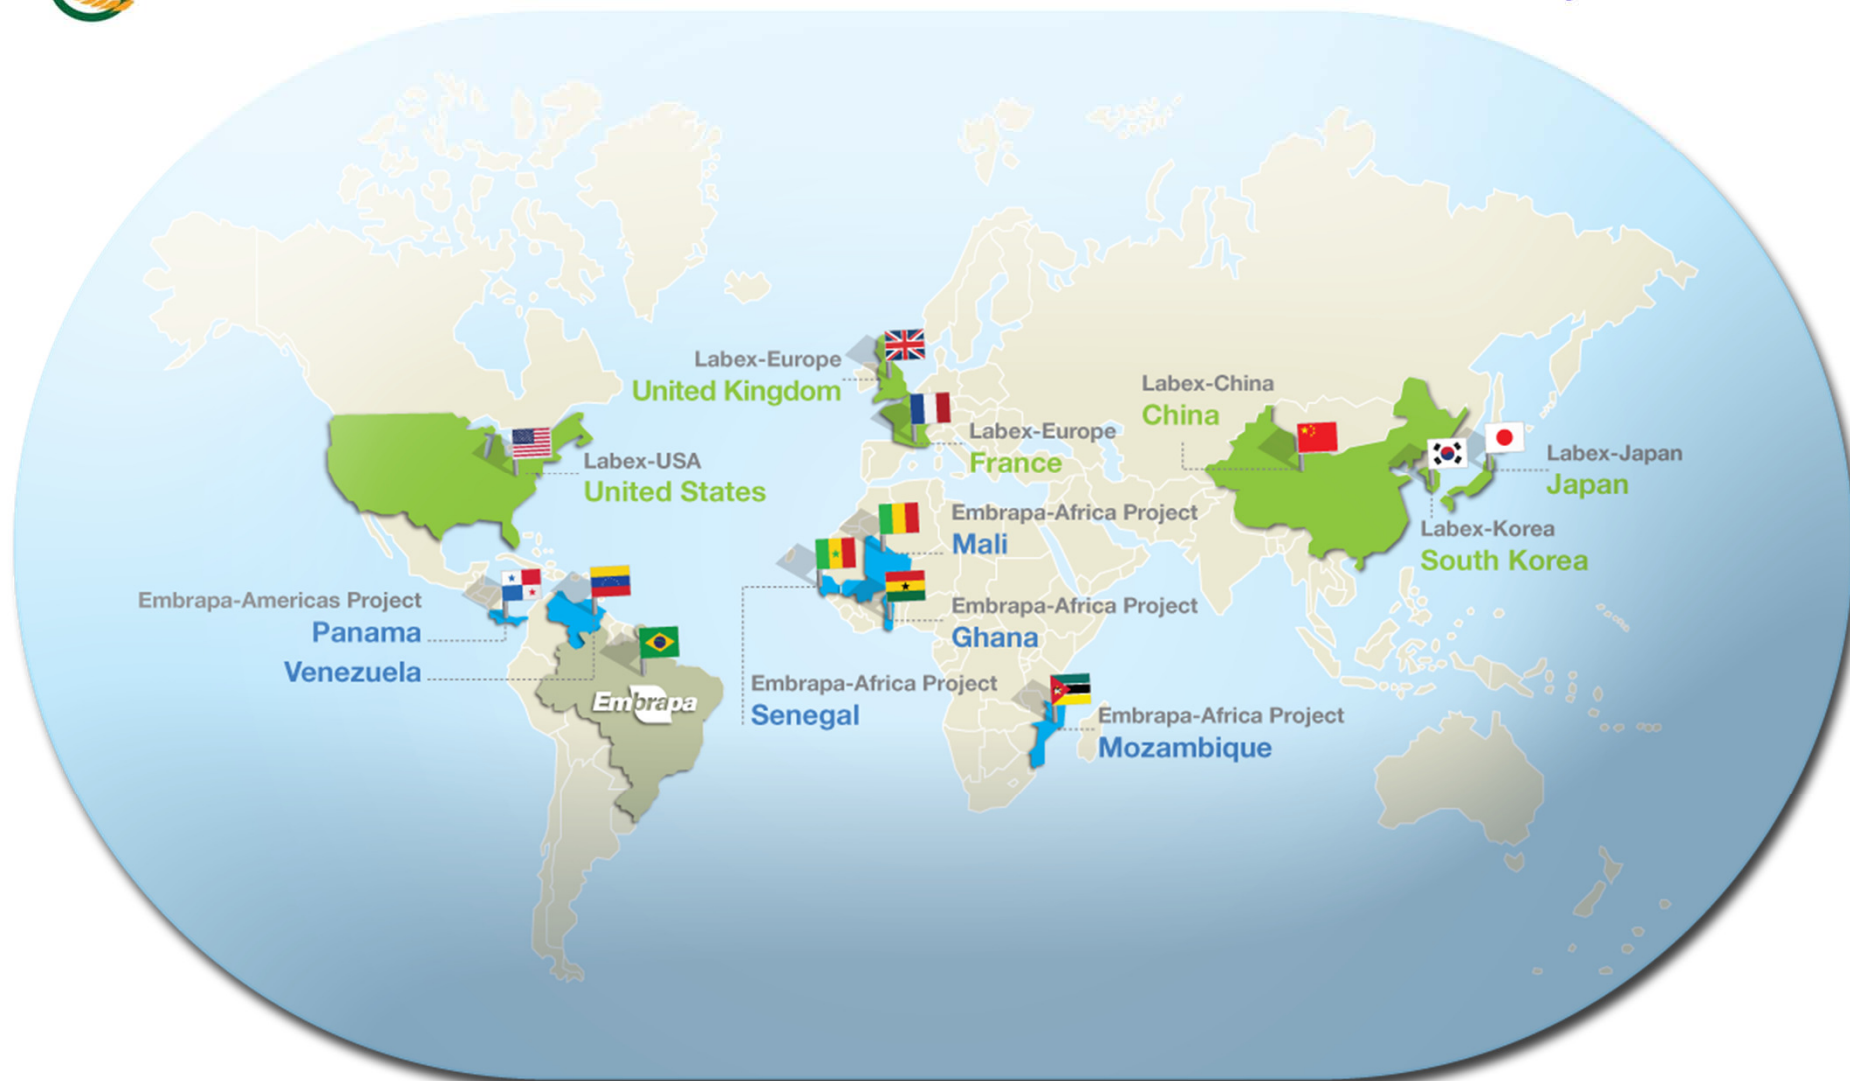 Labex-Europe
United Kingdom
Labex-China
China
Labex-Europe
France
Labex-USA
United States
Labex-Japan
Japan
Embrapa-Africa Project
Mali
Labex-Korea
South Korea
Embrapa-Americas Project
Panama
Venezuela
Embrapa-Africa Project
Ghana
Embrapa
Embrapa-Africa Project
Senegal
Embrapa-Africa Project
Mozambique